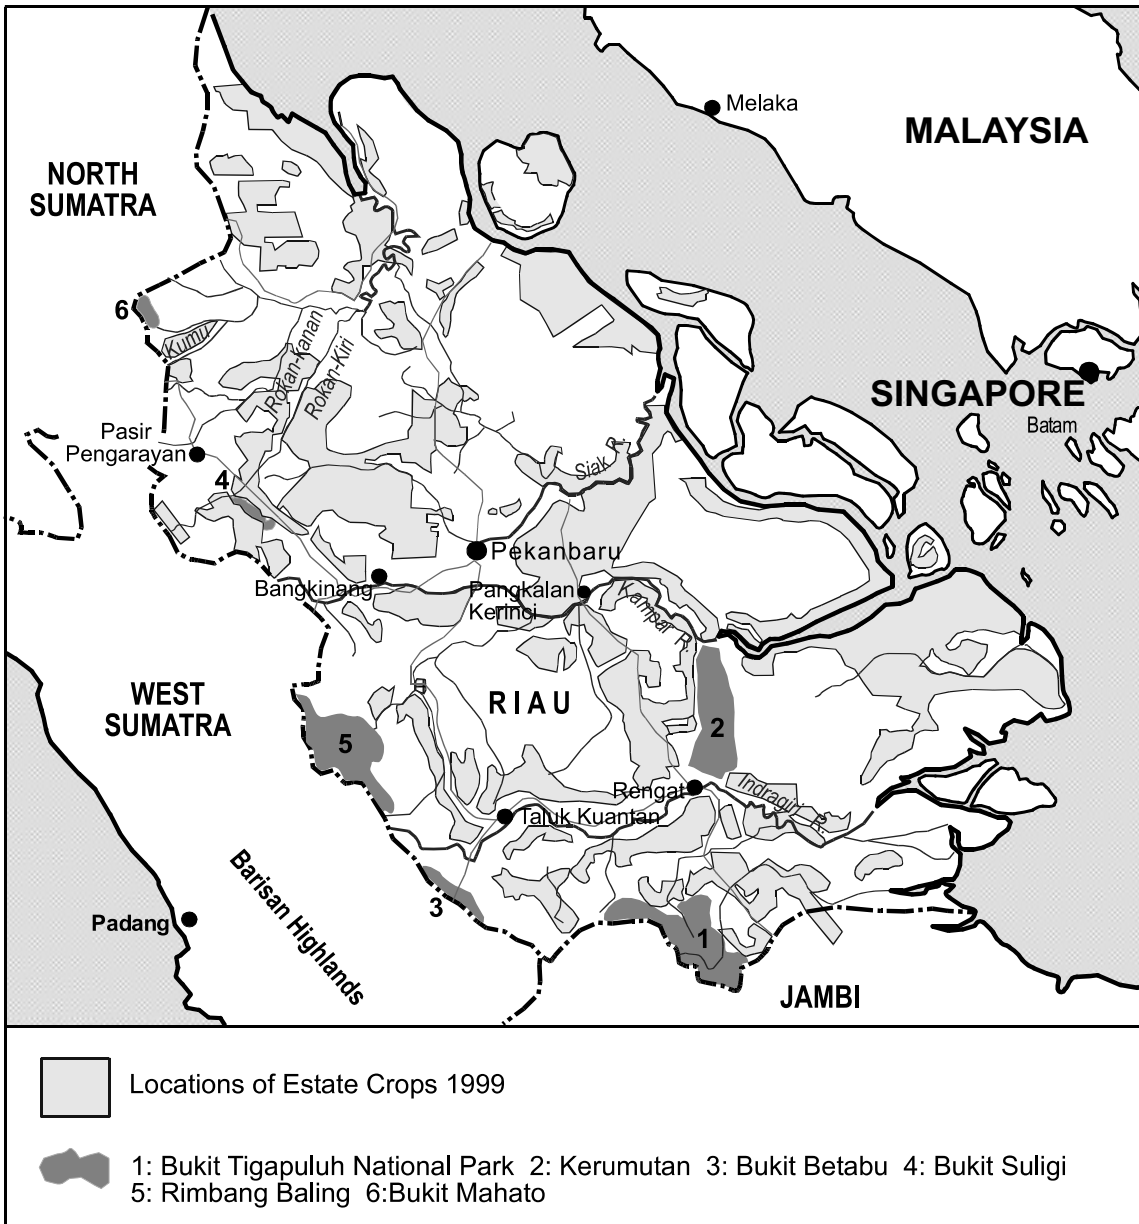 Melaka
MALAYSIA
NORTH
SUMATRA
6
Kumu
Rokan-kanan
Rokan-Kiri
SINGAPORE
Batam
Pasir
Pengarayan
4
Siak R.
Pekanbaru
Bangkinang
Pangkalan
Kerinci
Kampar R.
WEST
SUMATRA
RIAU
2
5
Rengat
Indragiri R.
Taluk Kuantan
Barisan Highlands
3
Padang
1
JAMBI
Locations of Estate Crops 1999
1: Bukit Tigapuluh National Park 2: Kerumutan 3: Bukit Betabu 4: Bukit Suligi
5: Rimbang Baling 6:Bukit Mahato